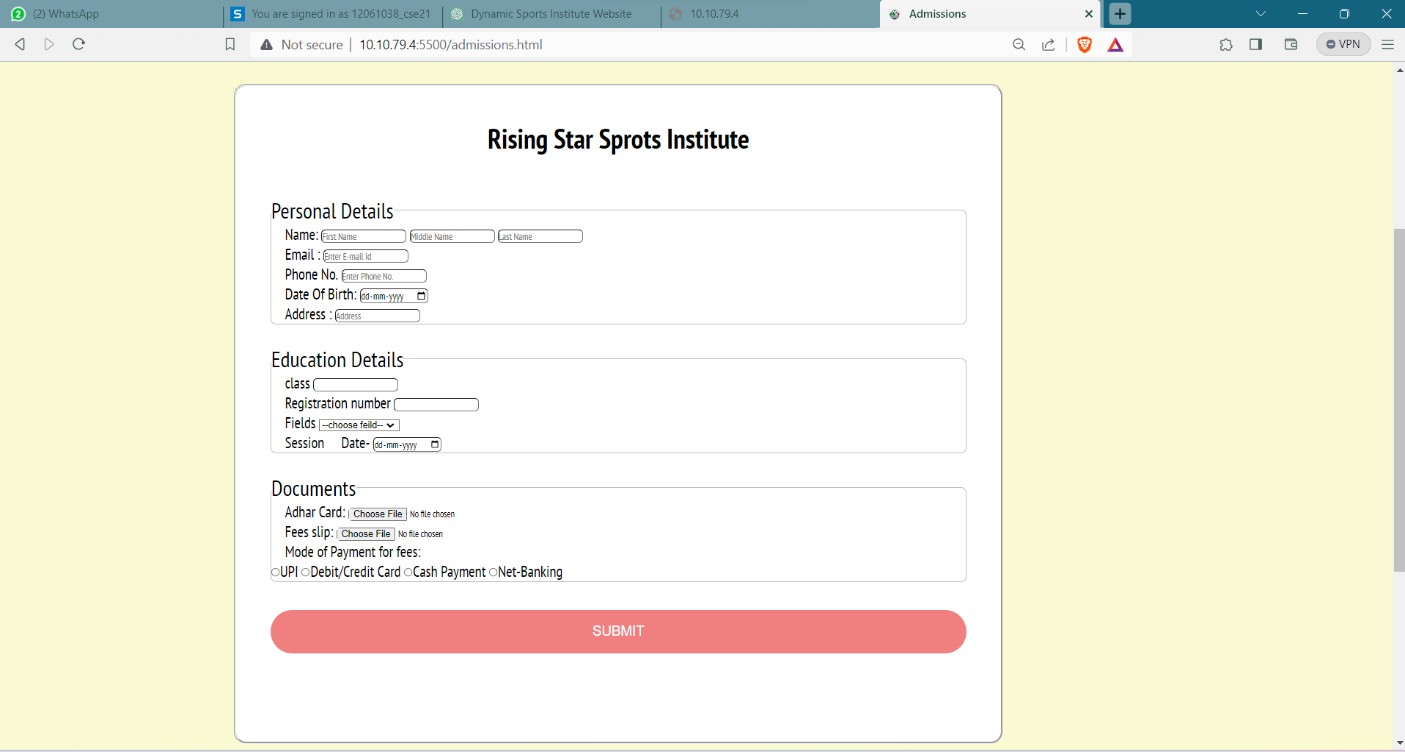 (2) WhatsApp
You are signed in as 12061038_cse21
Dynamic Sports Institute Website
10.10.79.4
Admissions
Not secure 10.10.79.4:5500/admissions.html
VPN
Rising Star Sprots Institute
Personal Details
Name: First Name Middle Name Last Name
Email : Enter E-mail id
Phone No. Enter Phone No.
Date Of Birth: dd-mm-yyyy
Address : Address
Education Details
class
Registration number
Fields --choose feild--
Session Date- dd-mm-yyyy
Documents
Adhar Card: Choose File No file chosen
Fees slip: Choose File No file chosen
Mode of Payment for fees:
UPI Debit/Credit Card Cash Payment Net-Banking
SUBMIT